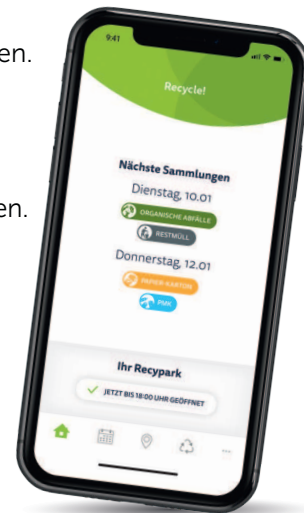 en.
en.
9:41
Recycle!
Nächste Sammlungen
Dienstag, 10.01
ORGANISCHE ABFÄLLE
RESTMÜLL
Donnerstag, 12.01
PAPIER-KARTON
PMK
Ihr Recypark
JETZT BIS 18:00 UHR GEÖFFNET